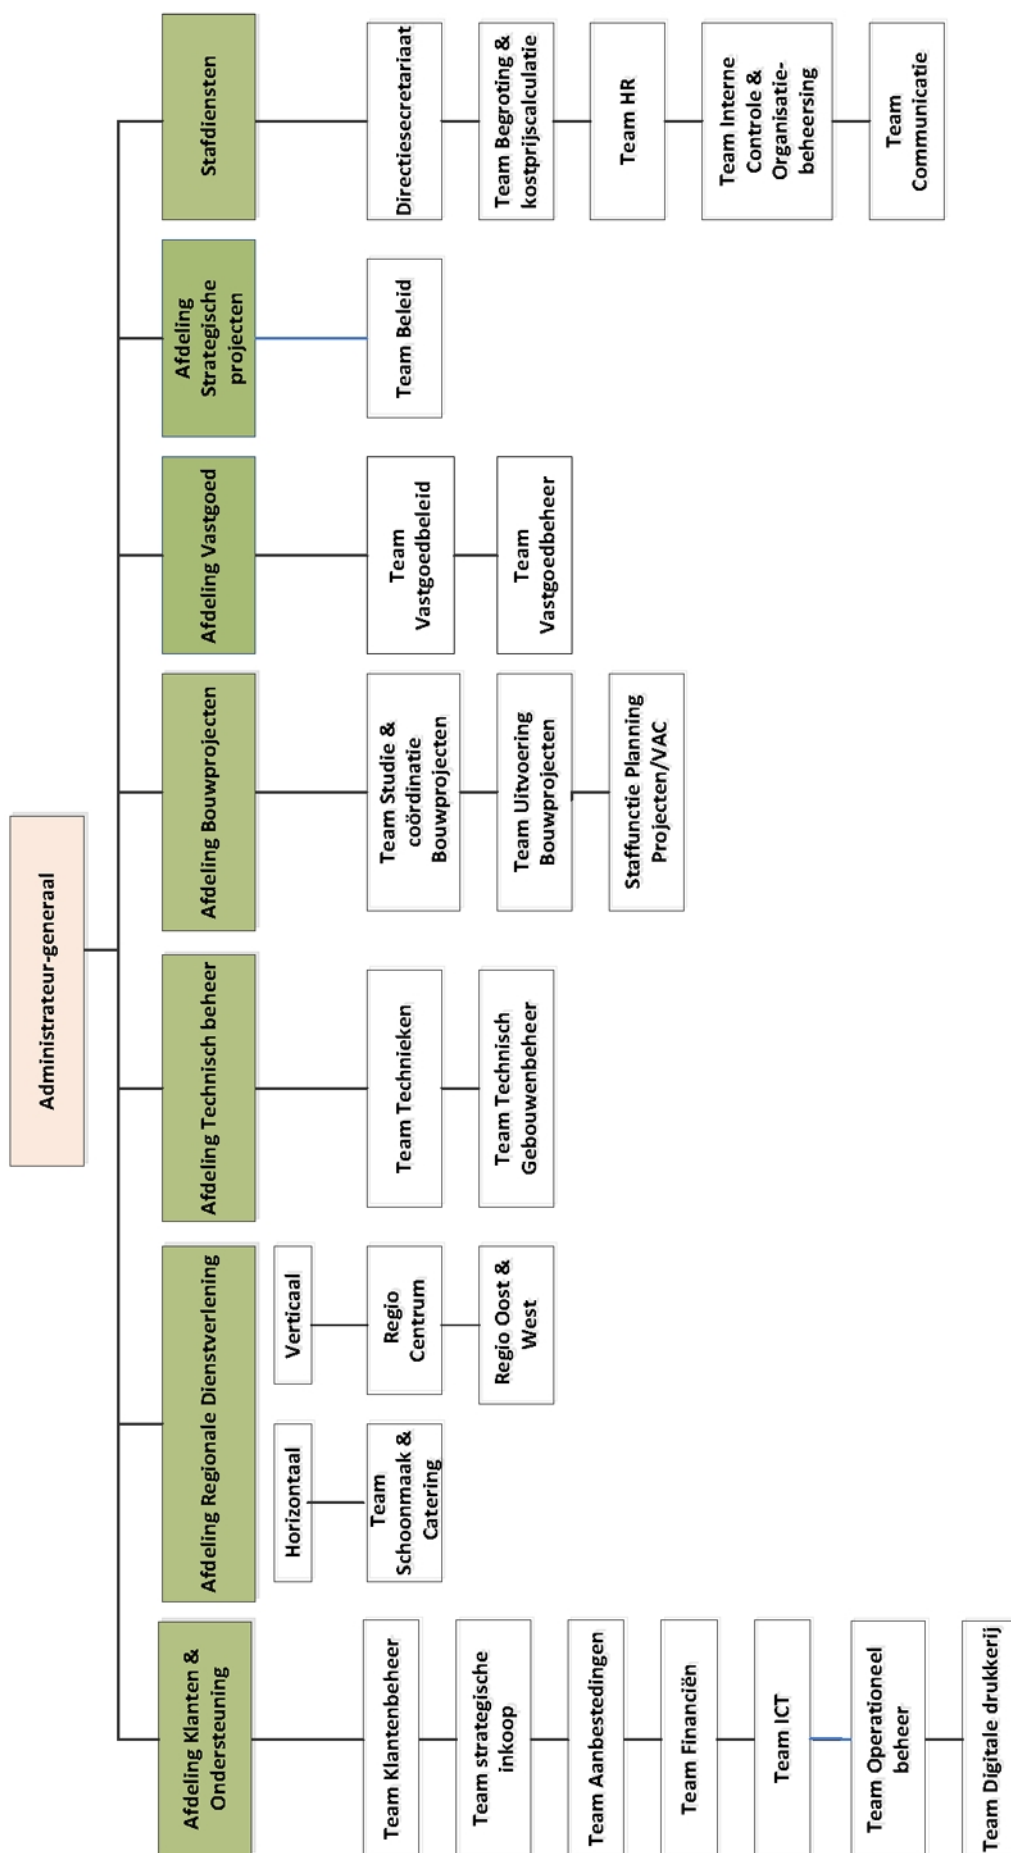 Administrateur-generaal
Afdeling Klanten &
Ondersteuning
Team Klantenbeheer
Team strategische
inkoop
Team Aanbestedingen
Team Financiën
Team ICT
Team Operationeel
beheer
Team Digitale drukkerij
Afdeling Regionale Dienstverlening
Horizontaal
Team
Schoonmaak &
Catering
Verticaal
Regio
Centrum
Regio Oost &
West
Afdeling Technisch beheer
Team Technieken
Team Technisch
Gebouwenbeheer
Afdeling Bouwprojecten
Team Studie &
coördinatie
Bouwprojecten
Team Uitvoering
Bouwprojecten
Staffunctie Planning
Projecten/VAC
Afdeling Vastgoed
Team
Vastgoedbeleid
Team
Vastgoedbeheer
Afdeling
Strategische
projecten
Team Beleid
Stafdiensten
Directiesecretariaat
Team Begroting &
kostprijscalculatie
Team HR
Team Interne
Controle &
Organisatie-
beheersing
Team
Communicatie